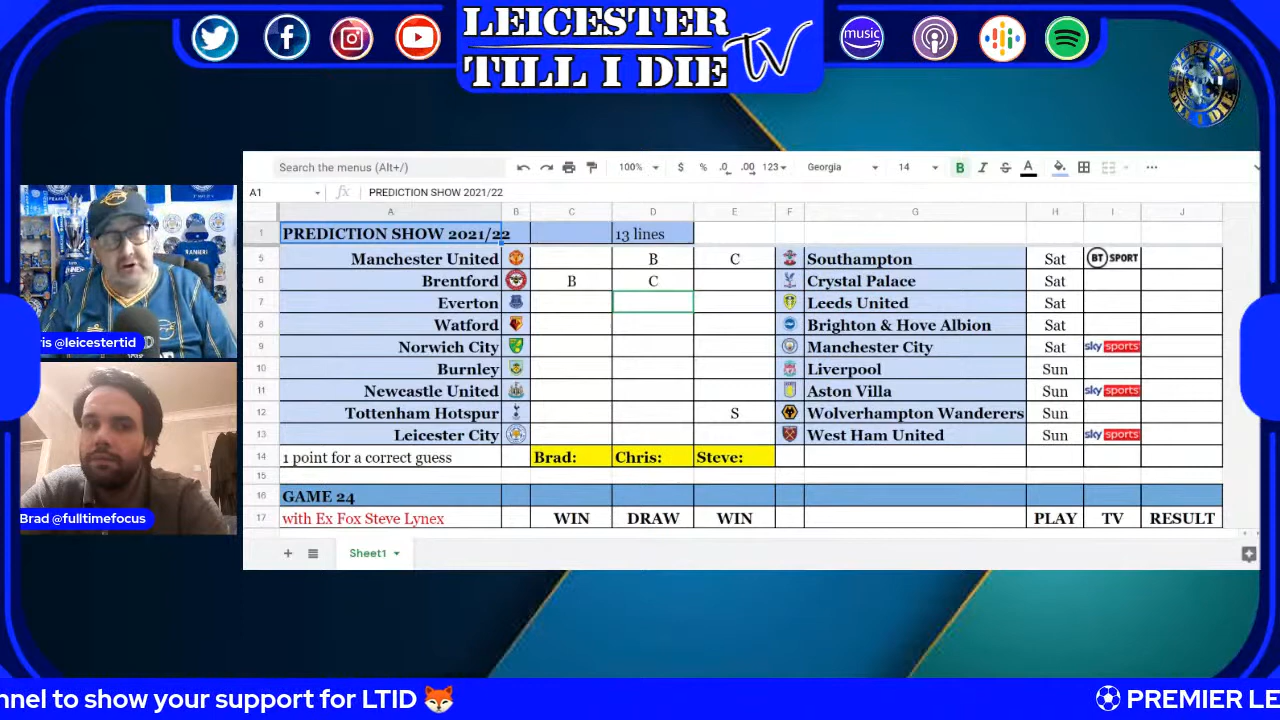 LEICESTER
TILL I DIE TV
music
LEICESTER
TILL I DIE
Search the menus (Alt+/)
100%
$ % .0 .00 123
Georgia
14
B I S A
A1
fx
PREDICTION SHOW 2021/22
A B C D E F G H I J
1 PREDICTION SHOW 2021/22 13 lines
5 Manchester United B C Southampton Sat BT SPORT
6 Brentford B C Crystal Palace Sat
7 Everton Leeds United Sat
8 Watford Brighton & Hove Albion Sat
9 Norwich City Manchester City Sat sky sports
10 Burnley Liverpool Sun
11 Newcastle United Aston Villa Sun sky sports
12 Tottenham Hotspur S Wolverhampton Wanderers Sun
13 Leicester City West Ham United Sun sky sports
14 1 point for a correct guess Brad: Chris: Steve:
15
16 GAME 24
17 with Ex Fox Steve Lynex WIN DRAW WIN PLAY TV RESULT
Sheet1
ris @leicestertid
Brad @fulltimefocus
nnel to show your support for LTID 🦊
⚽ PREMIER LE